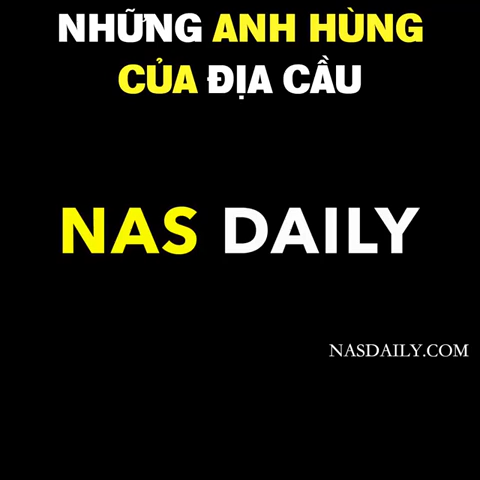 NHỮNG ANH HÙNG
CỦA ĐỊA CẦU
NAS DAILY
NASDAILY.COM